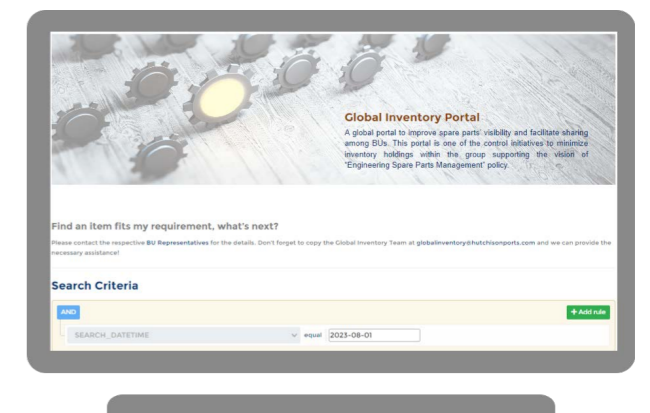 Global Inventory Portal
A global portal to improve spare parts' visibility and facilitate sharing
among BUs. This portal is one of the control initiatives to minimize
inventory holdings within the group supporting the vision of
"Engineering Spare Parts Management" policy.
Find an item fits my requirement, what's next?
Please contact the respective BU Representatives for the details. Don't forget to copy the Global Inventory Team at globalinventory@hutchisonports.com and we can provide the
necessary assistance!
Search Criteria
AND
+ Add rule
SEARCH_DATETIME equal 2023-08-01